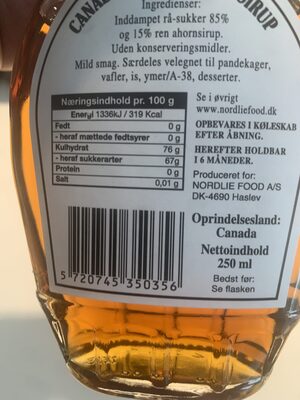 CANAD SIRUP
Ingredienser:
Inddampet rå-sukker 85%
og 15% ren ahornsirup.
Uden konserveringsmidler.
Mild smag. Særdeles velegnet til pandekager,
vafler, is, ymer/A-38, desserter.
Næringsindhold pr. 100 g
Energi 1336kJ / 319 Kcal
Fedt 0 g
- heraf mættede fedtsyrer 0 g
Kulhydrat 76 g
- heraf sukkerarter 67g
Protein 0 g
Salt 0,01 g
Se i øvrigt
www.nordliefood.dk
OPBEVARES I KØLESKAB
EFTER ÅBNING.
HEREFTER HOLDBAR
I 6 MÅNEDER.
Produceret for:
NORDLIE FOOD A/S
DK-4690 Haslev
Oprindelsesland:
Canada
Nettoindhold
250 ml
Bedst før:
Se flasken
5 720745 350356